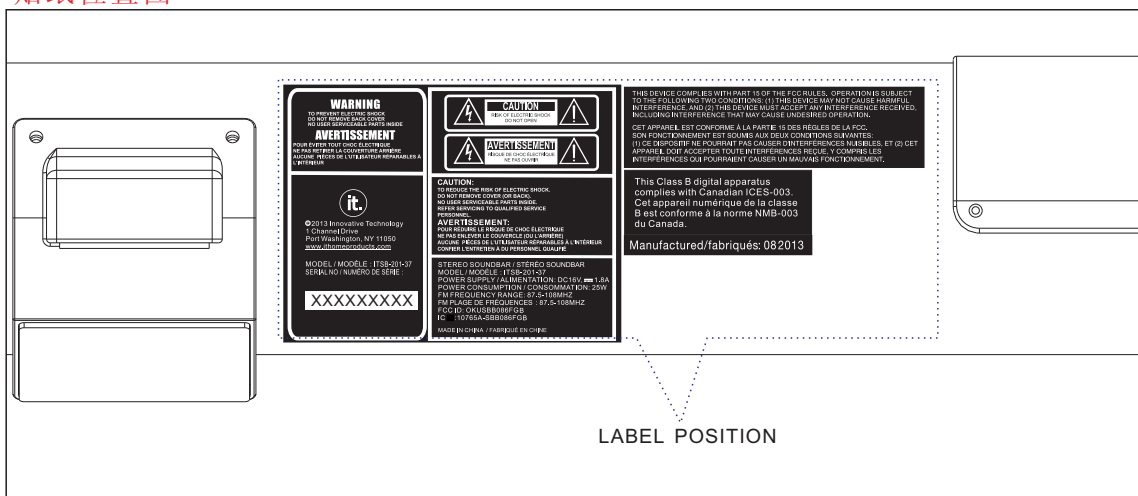 WARNING
TO PREVENT ELECTRIC SHOCK
DO NOT REMOVE BACK COVER
NO USER SERVICEABLE PARTS INSIDE
AVERTISSEMENT
POUR ÉVITER TOUT CHOC ÉLECTRIQUE
NE PAS RETIRER LA COUVERTURE ARRIÈRE
AUCUNE PIÈCES DE L'UTILISATEUR RÉPARABLES À
L'INTÉRIEUR
it.
©2013 Innovative Technology
1 Channel Drive
Port Washington, NY 11050
www.ithomeproducts.com
MODEL / MODÈLE : ITSB-201-37
SERIAL NO / NUMÉRO DE SÉRIE :
XXXXXXXXX
CAUTION
RISK OF ELECTRIC SHOCK
DO NOT OPEN
AVERTISSEMENT
RISQUE DE CHOC ÉLECTRIQUE
NE PAS OUVRIR
CAUTION:
TO REDUCE THE RISK OF ELECTRIC SHOCK.
DO NOT REMOVE COVER (OR BACK).
NO USER SERVICEABLE PARTS INSIDE.
REFER SERVICING TO QUALIFIED SERVICE
PERSONNEL.
AVERTISSEMENT:
POUR RÉDUIRE LE RISQUE DE CHOC ÉLECTRIQUE
NE PAS ENLEVER LE COUVERCLE (OU L'ARRIÈRE)
AUCUNE PIÈCES DE L'UTILISATEUR RÉPARABLES À L'INTÉRIEUR
CONFIER L'ENTRETIEN À DU PERSONNEL QUALIFIÉ
STEREO SOUNDBAR / STÉRÉO SOUNDBAR
MODEL / MODÈLE : ITSB-201-37
POWER SUPPLY / ALIMENTATION: DC16V, 1.8A
POWER CONSUMPTION / CONSOMMATION: 25W
FM FREQUENCY RANGE: 87.5-108MHZ
FM PLAGE DE FRÉQUENCES : 87.5-108MHZ
FCC ID: OKUSBB086FGB
IC :10765A-SBB086FGB
MADE IN CHINA / FABRIQUÉ EN CHINE
THIS DEVICE COMPLIES WITH PART 15 OF THE FCC RULES. OPERATION IS SUBJECT
TO THE FOLLOWING TWO CONDITIONS: (1) THIS DEVICE MAY NOT CAUSE HARMFUL
INTERFERENCE, AND (2) THIS DEVICE MUST ACCEPT ANY INTERFERENCE RECEIVED,
INCLUDING INTERFERENCE THAT MAY CAUSE UNDESIRED OPERATION.
CET APPAREIL EST CONFORME À LA PARTIE 15 DES RÈGLES DE LA FCC.
SON FONCTIONNEMENT EST SOUMIS AUX DEUX CONDITIONS SUIVANTES:
(1) CE DISPOSITIF NE POURRAIT PAS CAUSER D'INTERFÉRENCES NUISIBLES, ET (2) CET
APPAREIL DOIT ACCEPTER TOUTE INTERFÉRENCES REÇUE, Y COMPRIS LES
INTERFÉRENCES QUI POURRAIENT CAUSER UN MAUVAIS FONCTIONNEMENT.
This Class B digital apparatus
complies with Canadian ICES-003.
Cet appareil numérique de la classe
B est conforme à la norme NMB-003
du Canada.
Manufactured/fabriqués: 082013
LABEL POSITION